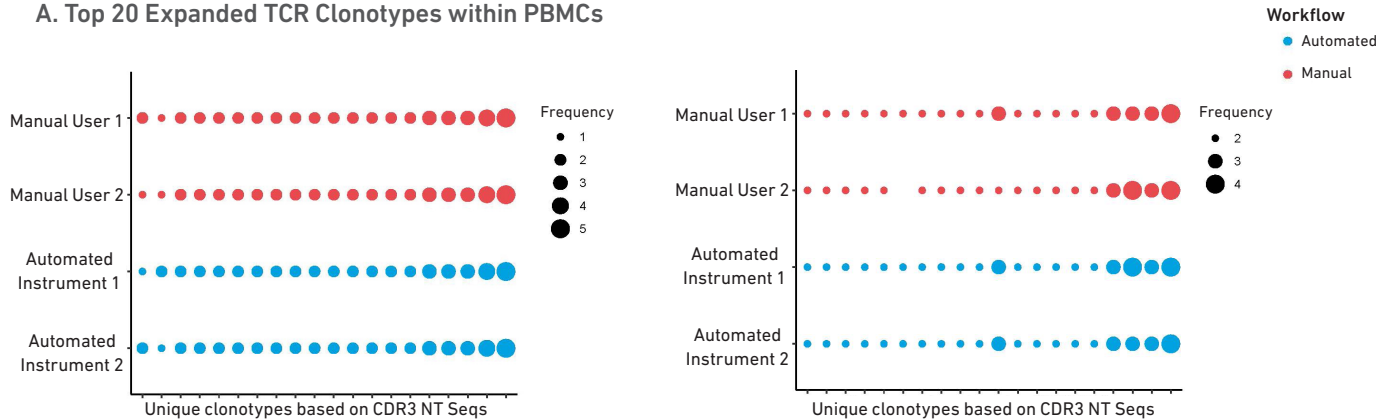 A. Top 20 Expanded TCR Clonotypes within PBMCs
Workflow
Automated
Manual
Manual User 1
Manual User 2
Automated
Instrument 1
Automated
Instrument 2
Frequency
1
2
3
4
5
Unique clonotypes based on CDR3 NT Seqs
Manual User 1
Manual User 2
Automated
Instrument 1
Automated
Instrument 2
Frequency
2
3
4
Unique clonotypes based on CDR3 NT Seqs